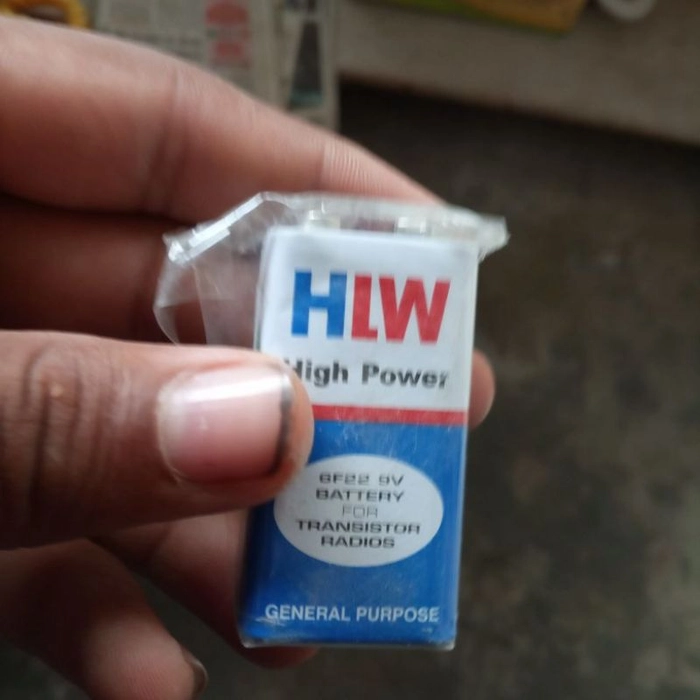 HLW
High Power
6F22 9V
BATTERY
FOR
TRANSISTOR
RADIOS
GENERAL PURPOSE